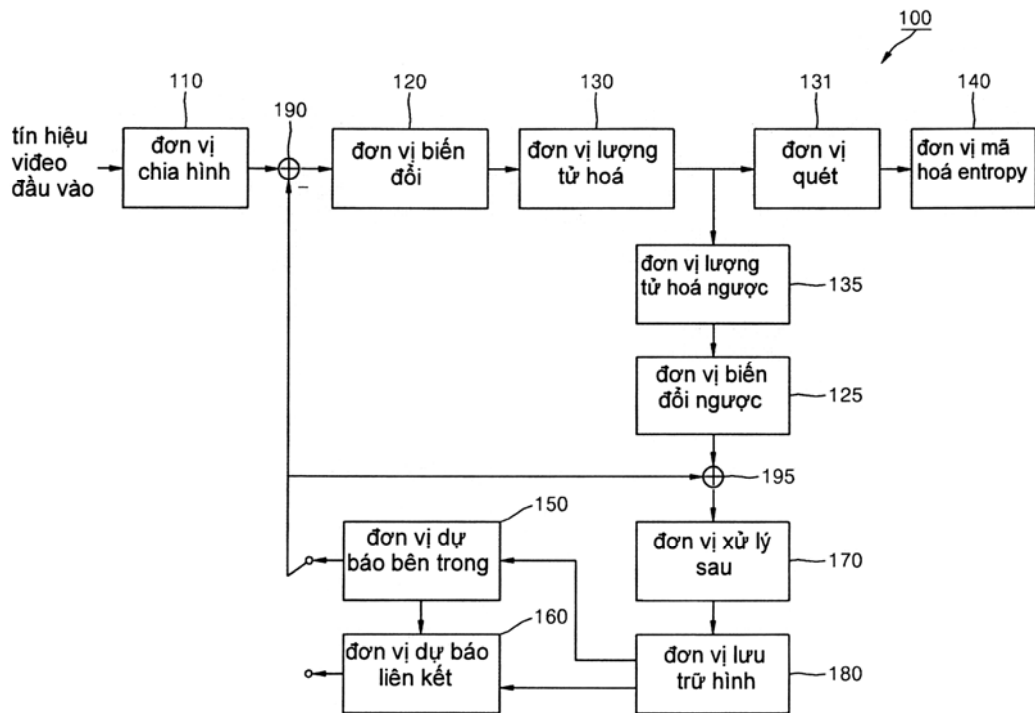 100
110
190
120
130
131
140
tín hiệu
viđeo
đầu vào
đơn vị
chia hình
đơn vị biến
đổi
đơn vị lượng
tử hoá
đơn vị
quét
đơn vị mã
hoá entropy
đơn vị lượng
tử hoá ngược
135
đơn vị biến
đổi ngược
125
195
150
đơn vị dự
báo bên trong
đơn vị xử lý
sau
170
160
đơn vị dự báo
liên kết
đơn vị lưu
trữ hình
180